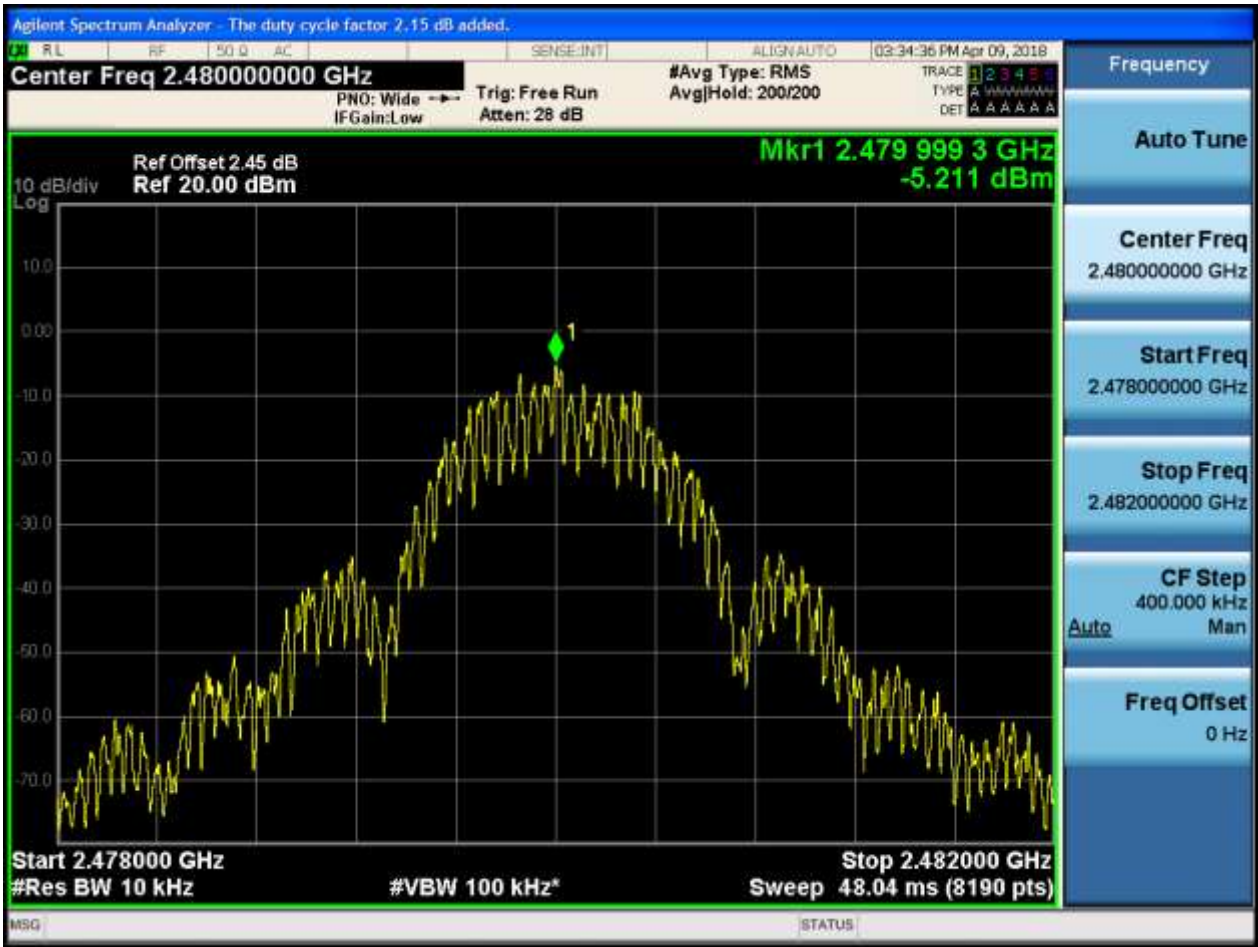 Agilent Spectrum Analyzer - The duty cycle factor 2.15 dB added.
RL RF 50 Ω AC SENSE:INT ALIGN AUTO 03:34:36 PM Apr 09, 2018
Center Freq 2.480000000 GHz
PNO: Wide
IFGain:Low
Trig: Free Run
Atten: 28 dB
#Avg Type: RMS
Avg|Hold: 200/200
TRACE 1 2 3 4 5 6
TYPE A
DET A A A A A A
Mkr1 2.479 999 3 GHz
-5.211 dBm
Ref Offset 2.45 dB
10 dB/div Ref 20.00 dBm
Log
10.0
0.00
-10.0
-20.0
-30.0
-40.0
-50.0
-60.0
-70.0
1
Start 2.478000 GHz Stop 2.482000 GHz
#Res BW 10 kHz #VBW 100 kHz* Sweep 48.04 ms (8190 pts)
MSG STATUS
Frequency
Auto Tune
Center Freq
2.480000000 GHz
Start Freq
2.478000000 GHz
Stop Freq
2.482000000 GHz
CF Step
400.000 kHz
Auto Man
Freq Offset
0 Hz